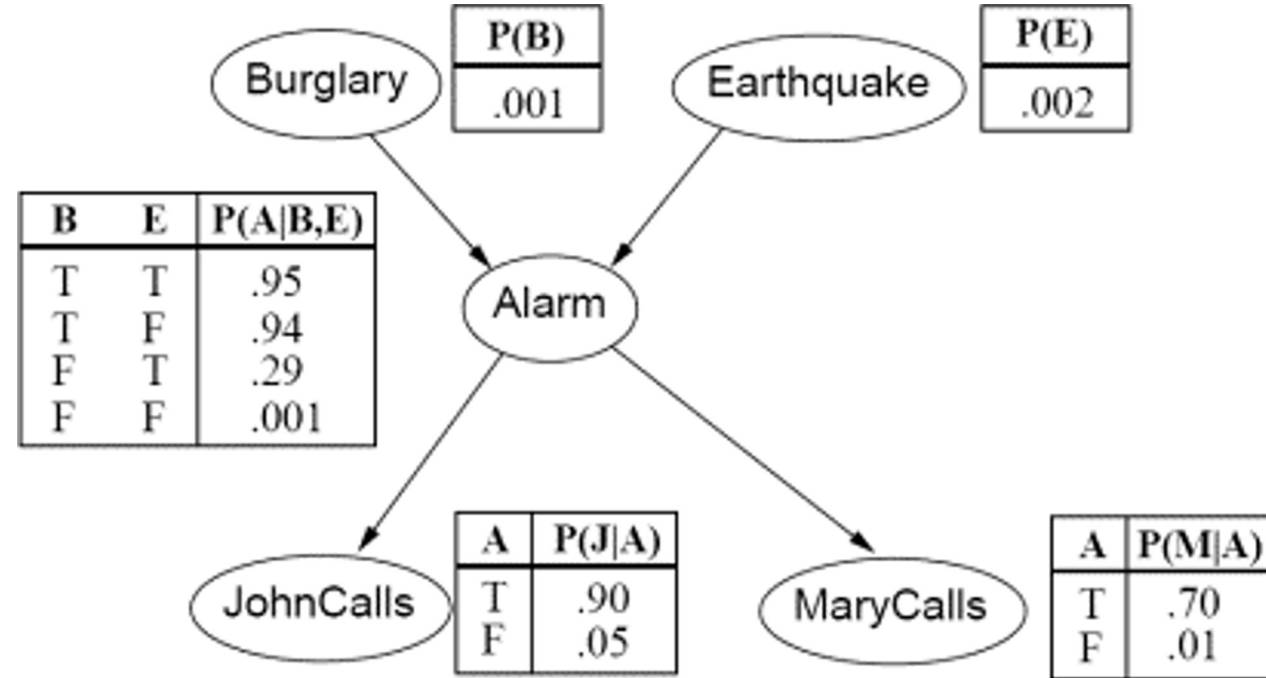 Burglary
P(B)
.001
Earthquake
P(E)
.002
B E P(A|B,E)
T T .95
T F .94
F T .29
F F .001
Alarm
JohnCalls
A P(J|A)
T .90
F .05
MaryCalls
A P(M|A)
T .70
F .01